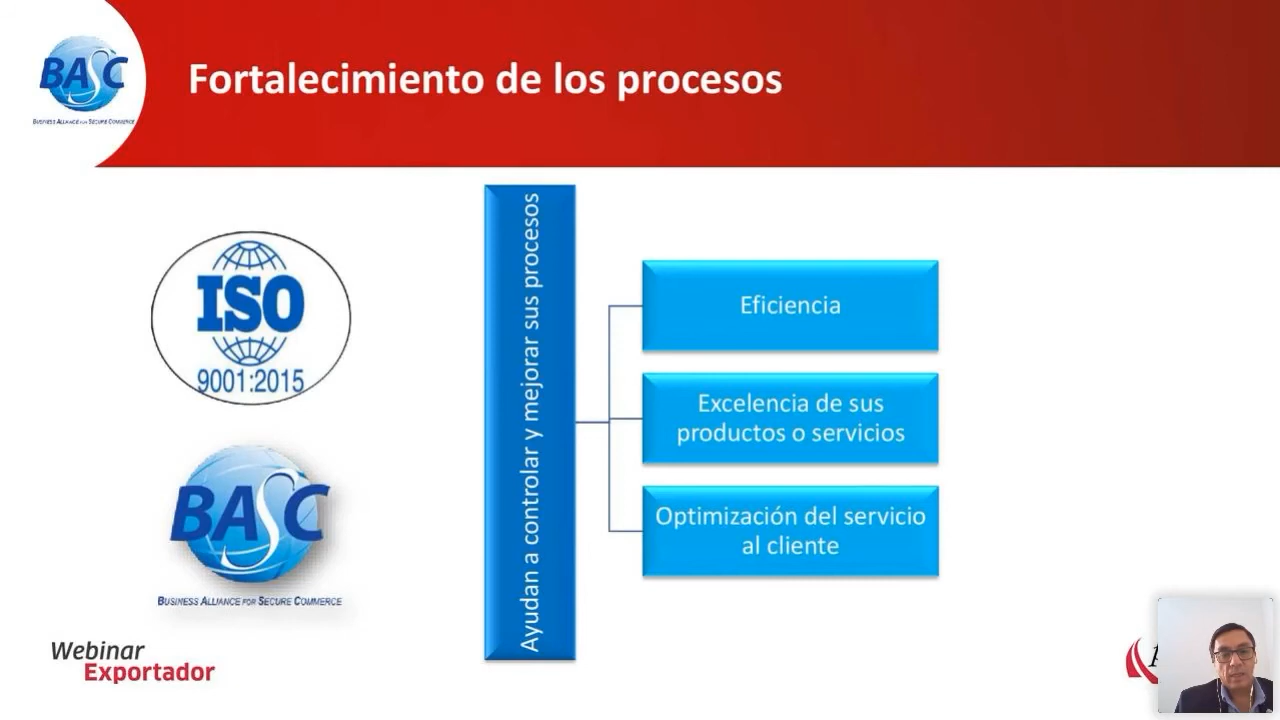 BASC
BUSINESS ALLIANCE FOR SECURE COMMERCE
Fortalecimiento de los procesos
ISO
9001:2015
BASC
BUSINESS ALLIANCE FOR SECURE COMMERCE
Ayudan a controlar y mejorar sus procesos
Eficiencia
Excelencia de sus
productos o servicios
Optimización del servicio
al cliente
Webinar
Exportador